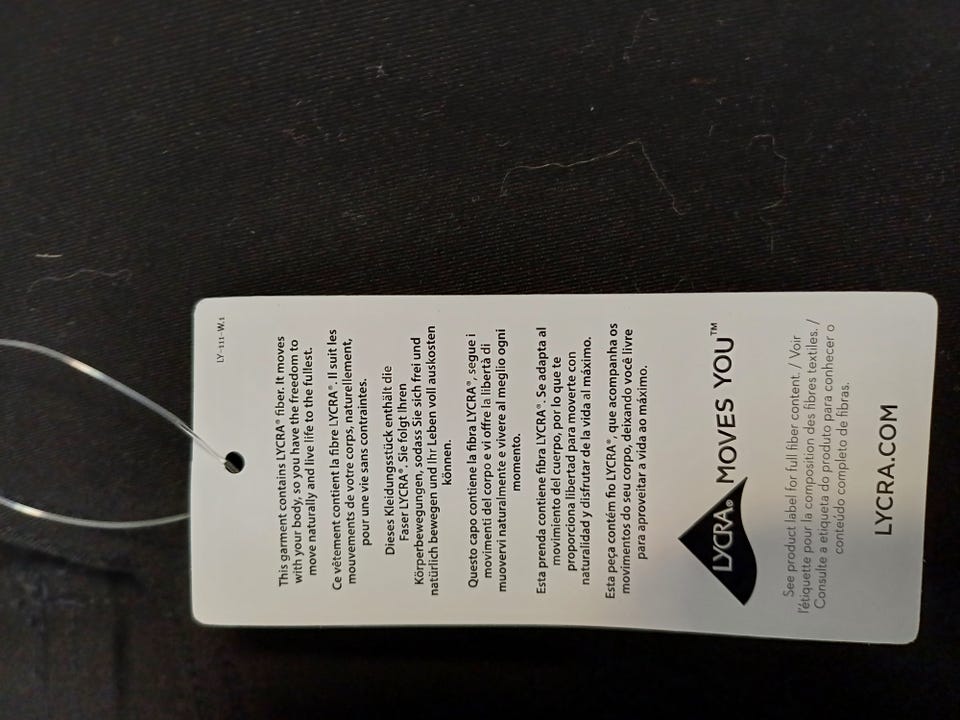 LY-111-W.1
This garment contains LYCRA® fiber. It moves
with your body, so you have the freedom to
move naturally and live life to the fullest.
Ce vêtement contient la fibre LYCRA®. Il suit les
mouvements de votre corps, naturellement,
pour une vie sans contraintes.
Dieses Kleidungsstück enthält die
Faser LYCRA®. Sie folgt Ihren
Körperbewegungen, sodass Sie sich frei und
natürlich bewegen und Ihr Leben voll auskosten
können.
Questo capo contiene la fibra LYCRA®, segue i
movimenti del corpo e vi offre la libertà di
muovervi naturalmente e vivere al meglio ogni
momento.
Esta prenda contiene fibra LYCRA®. Se adapta al
movimiento del cuerpo, por lo que te
proporciona libertad para moverte con
naturalidad y disfrutar de la vida al máximo.
Esta peça contém fio LYCRA®, que acompanha os
movimentos do seu corpo, deixando você livre
para aproveitar a vida ao máximo.
LYCRA® MOVES YOU™
See product label for full fiber content. / Voir
l'étiquette pour la composition des fibres textiles. /
Consulte a etiqueta do produto para conhecer o
conteúdo completo de fibras.
LYCRA.COM